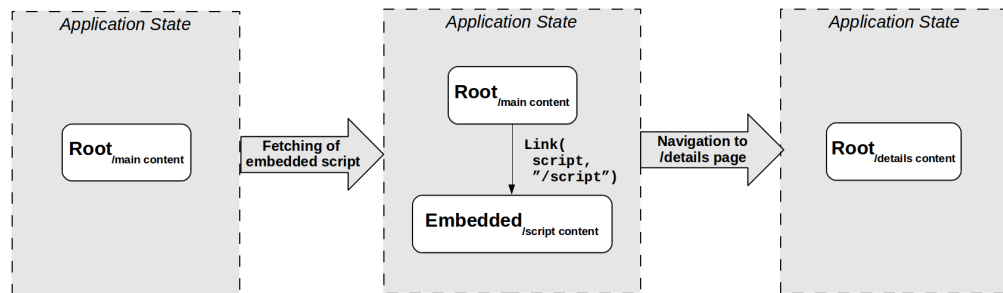 Application State
Root/main content
Fetching of
embedded script
Application State
Root/main content
Link(
script,
”/script”)
Embedded/script content
Navigation to
/details page
Application State
Root/details content